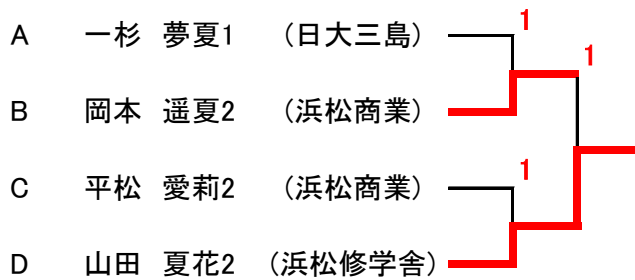 A 一杉 夢夏1 (日大三島) 1
1
B 岡本 遥夏2 (浜松商業)
C 平松 愛莉2 (浜松商業) 1
D 山田 夏花2 (浜松修学舎)